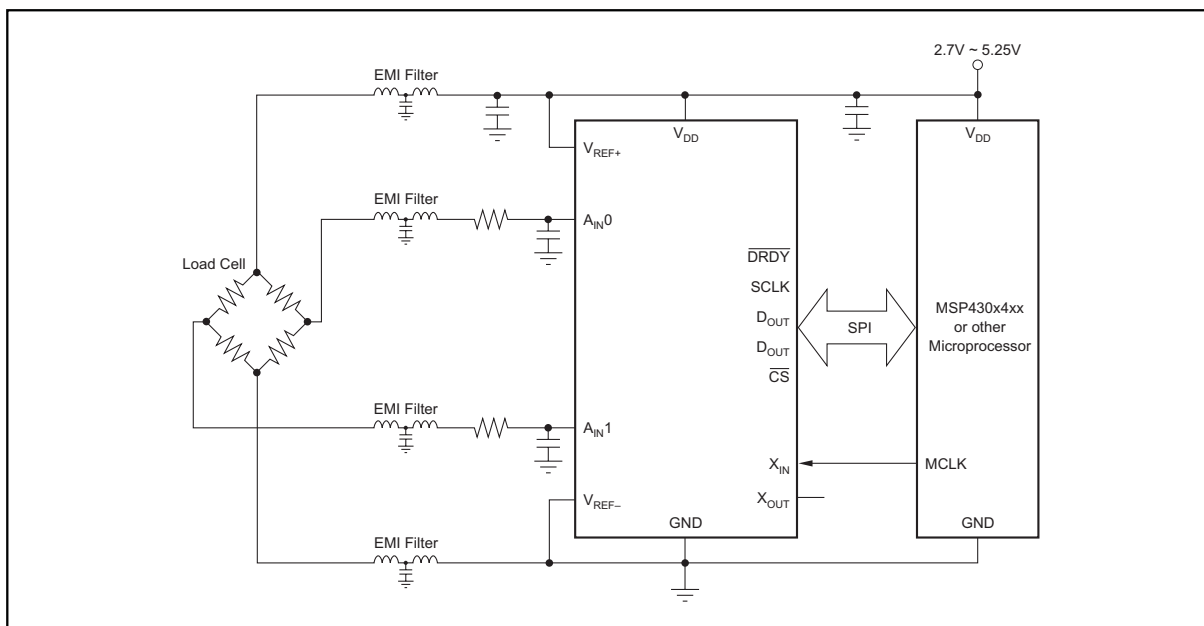 2.7V ~ 5.25V
EMI Filter
VDD
VDD
VREF+
EMI Filter
AIN0
Load Cell
DRDY
SCLK
DOUT
DOUT
CS
SPI
MSP430x4xx
or other
Microprocessor
EMI Filter
AIN1
XIN
MCLK
VREF–
XOUT
GND
GND
EMI Filter